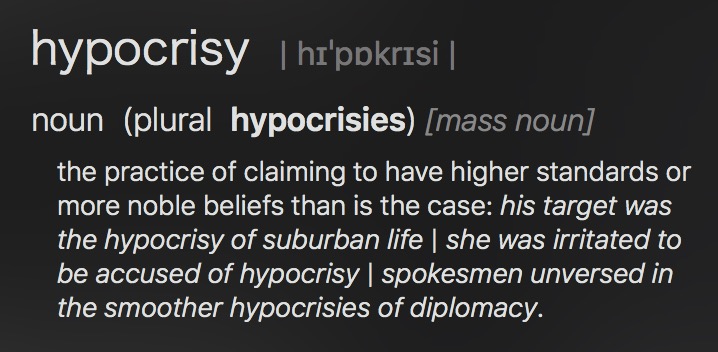 hypocrisy | hɪˈpɒkrɪsi |
noun (plural hypocrisies) [mass noun]
the practice of claiming to have higher standards or
more noble beliefs than is the case: his target was
the hypocrisy of suburban life | she was irritated to
be accused of hypocrisy | spokesmen unversed in
the smoother hypocrisies of diplomacy.